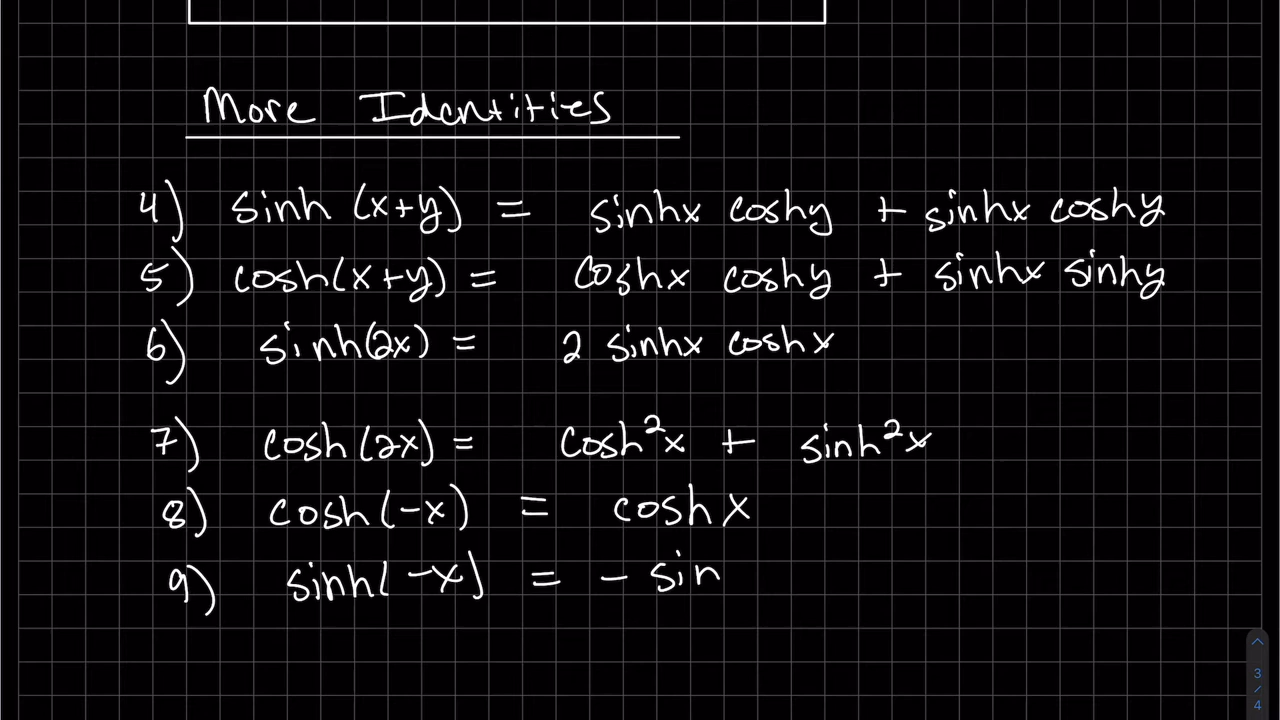 More Identities
4) sinh (x+y) = sinhx coshy + sinhx coshy
5) cosh(x+y) = coshx coshy + sinhx sinhy
6) sinh(2x) = 2 sinhx coshx
7) cosh(2x) = cosh²x + sinh²x
8) cosh(-x) = coshx
9) sinh(-x) = - sin
3
/
4